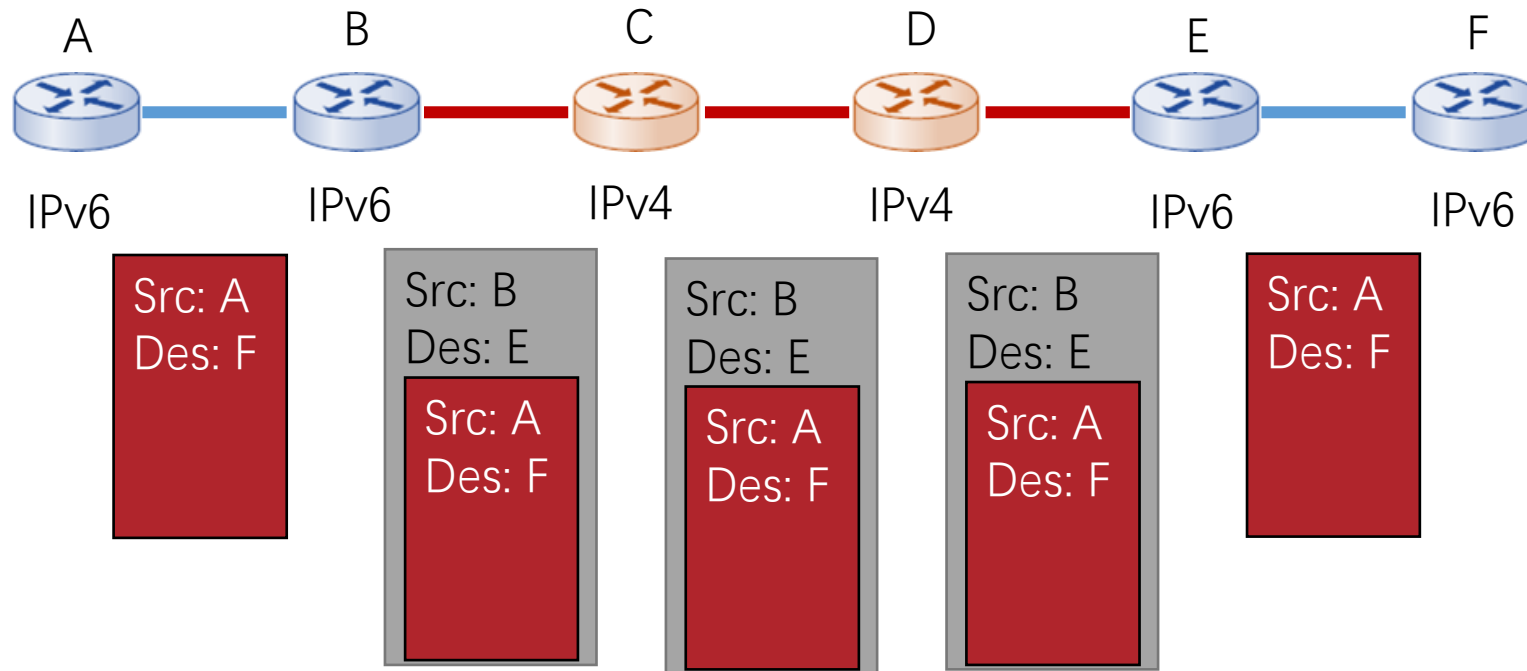 A
B
C
D
E
F
IPv6
IPv6
IPv4
IPv4
IPv6
IPv6
Src: A
Des: F
Src: B
Des: E
Src: A
Des: F
Src: B
Des: E
Src: A
Des: F
Src: B
Des: E
Src: A
Des: F
Src: A
Des: F